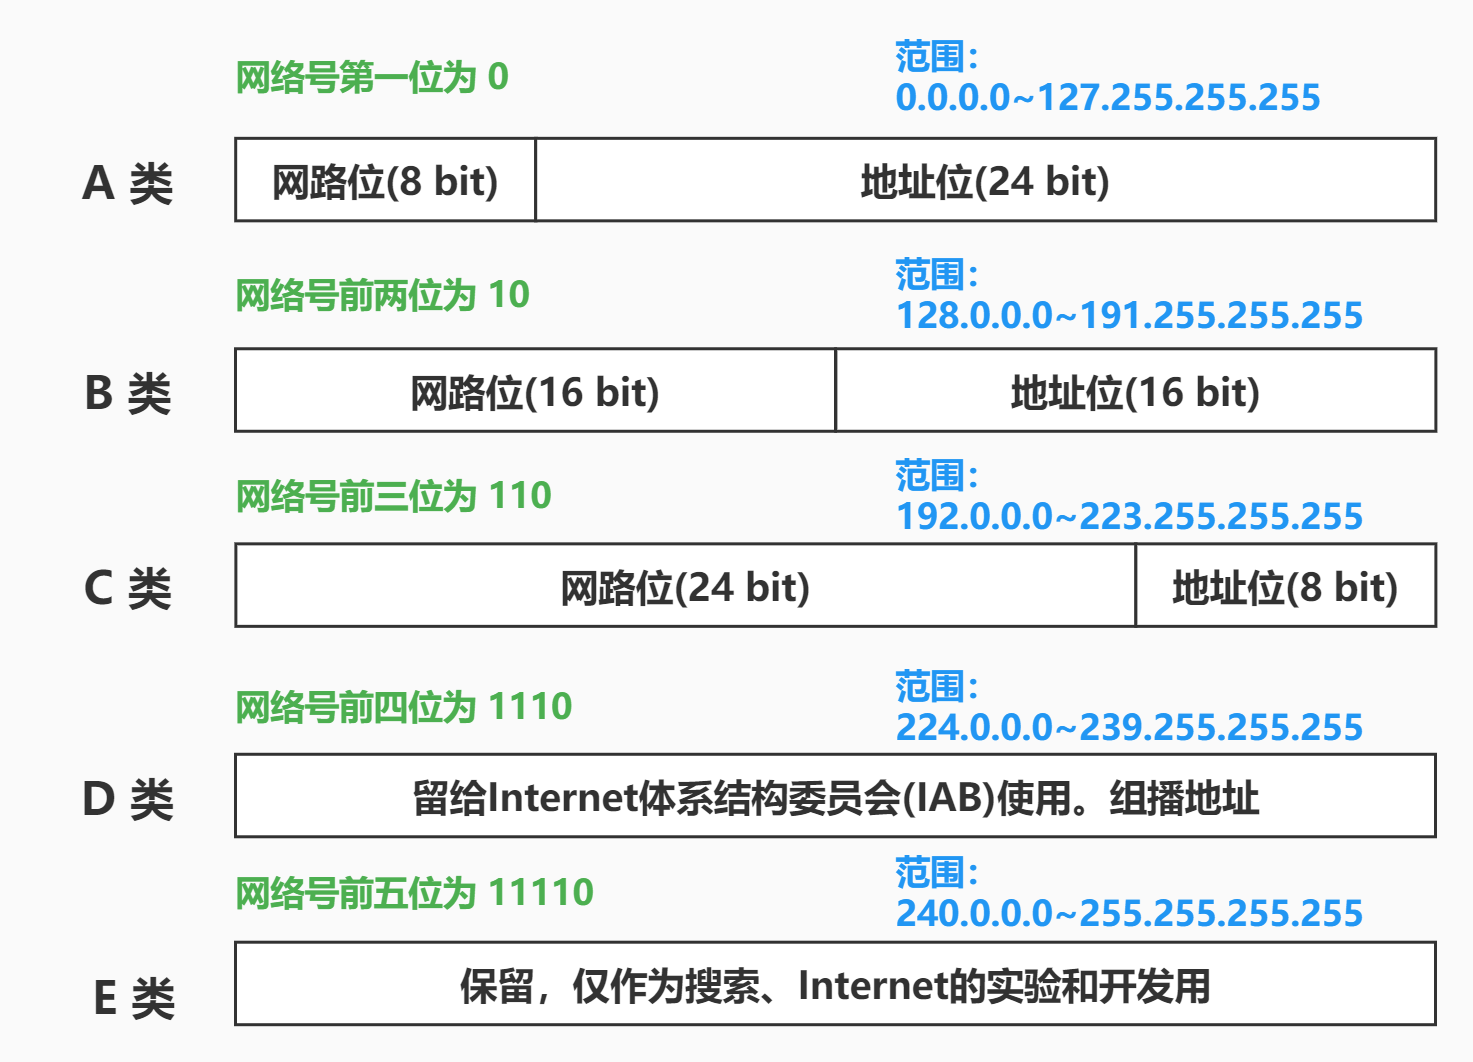 网络号第一位为 0
范围：
0.0.0.0~127.255.255.255
A 类
网路位(8 bit)
地址位(24 bit)
网络号前两位为 10
范围：
128.0.0.0~191.255.255.255
B 类
网路位(16 bit)
地址位(16 bit)
网络号前三位为 110
范围：
192.0.0.0~223.255.255.255
C 类
网路位(24 bit)
地址位(8 bit)
网络号前四位为 1110
范围：
224.0.0.0~239.255.255.255
D 类
留给Internet体系结构委员会(IAB)使用。组播地址
网络号前五位为 11110
范围：
240.0.0.0~255.255.255.255
E 类
保留，仅作为搜索、Internet的实验和开发用